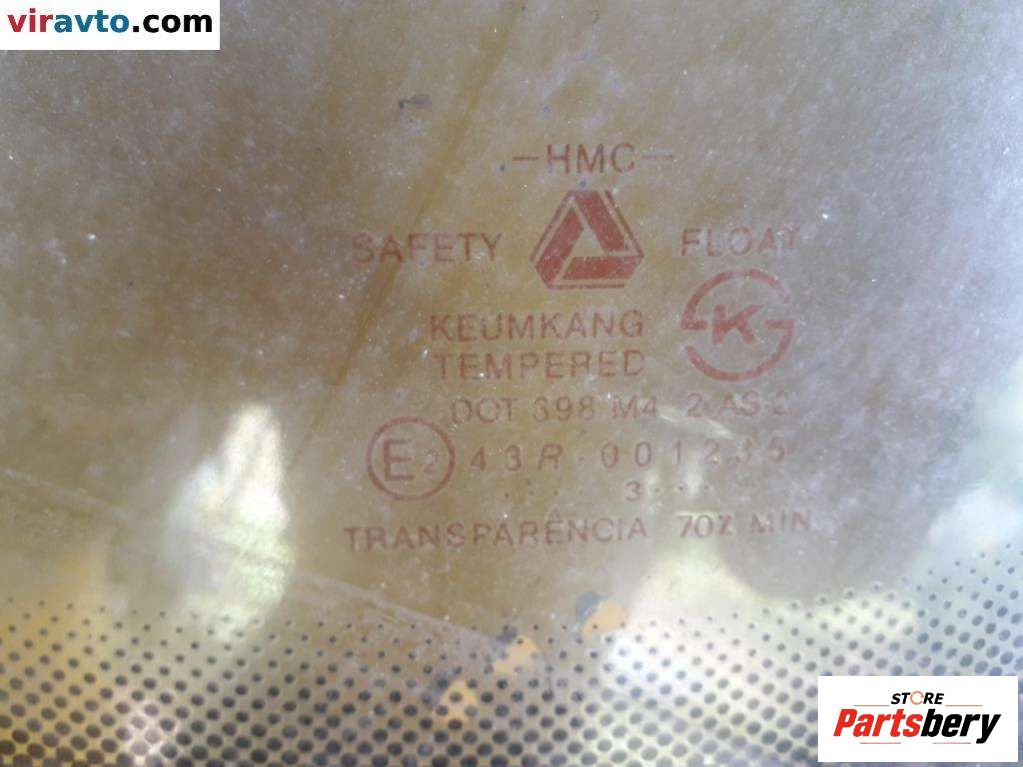 viravto.com
—HMC—
SAFETY FLOAT
K
KEUMKANG
TEMPERED
DOT 398 M4 2 AS 2
E2 43R-001235
. . . . 3 . . .
TRANSPARÊNCIA 70% MIN
STORE
Partsbery